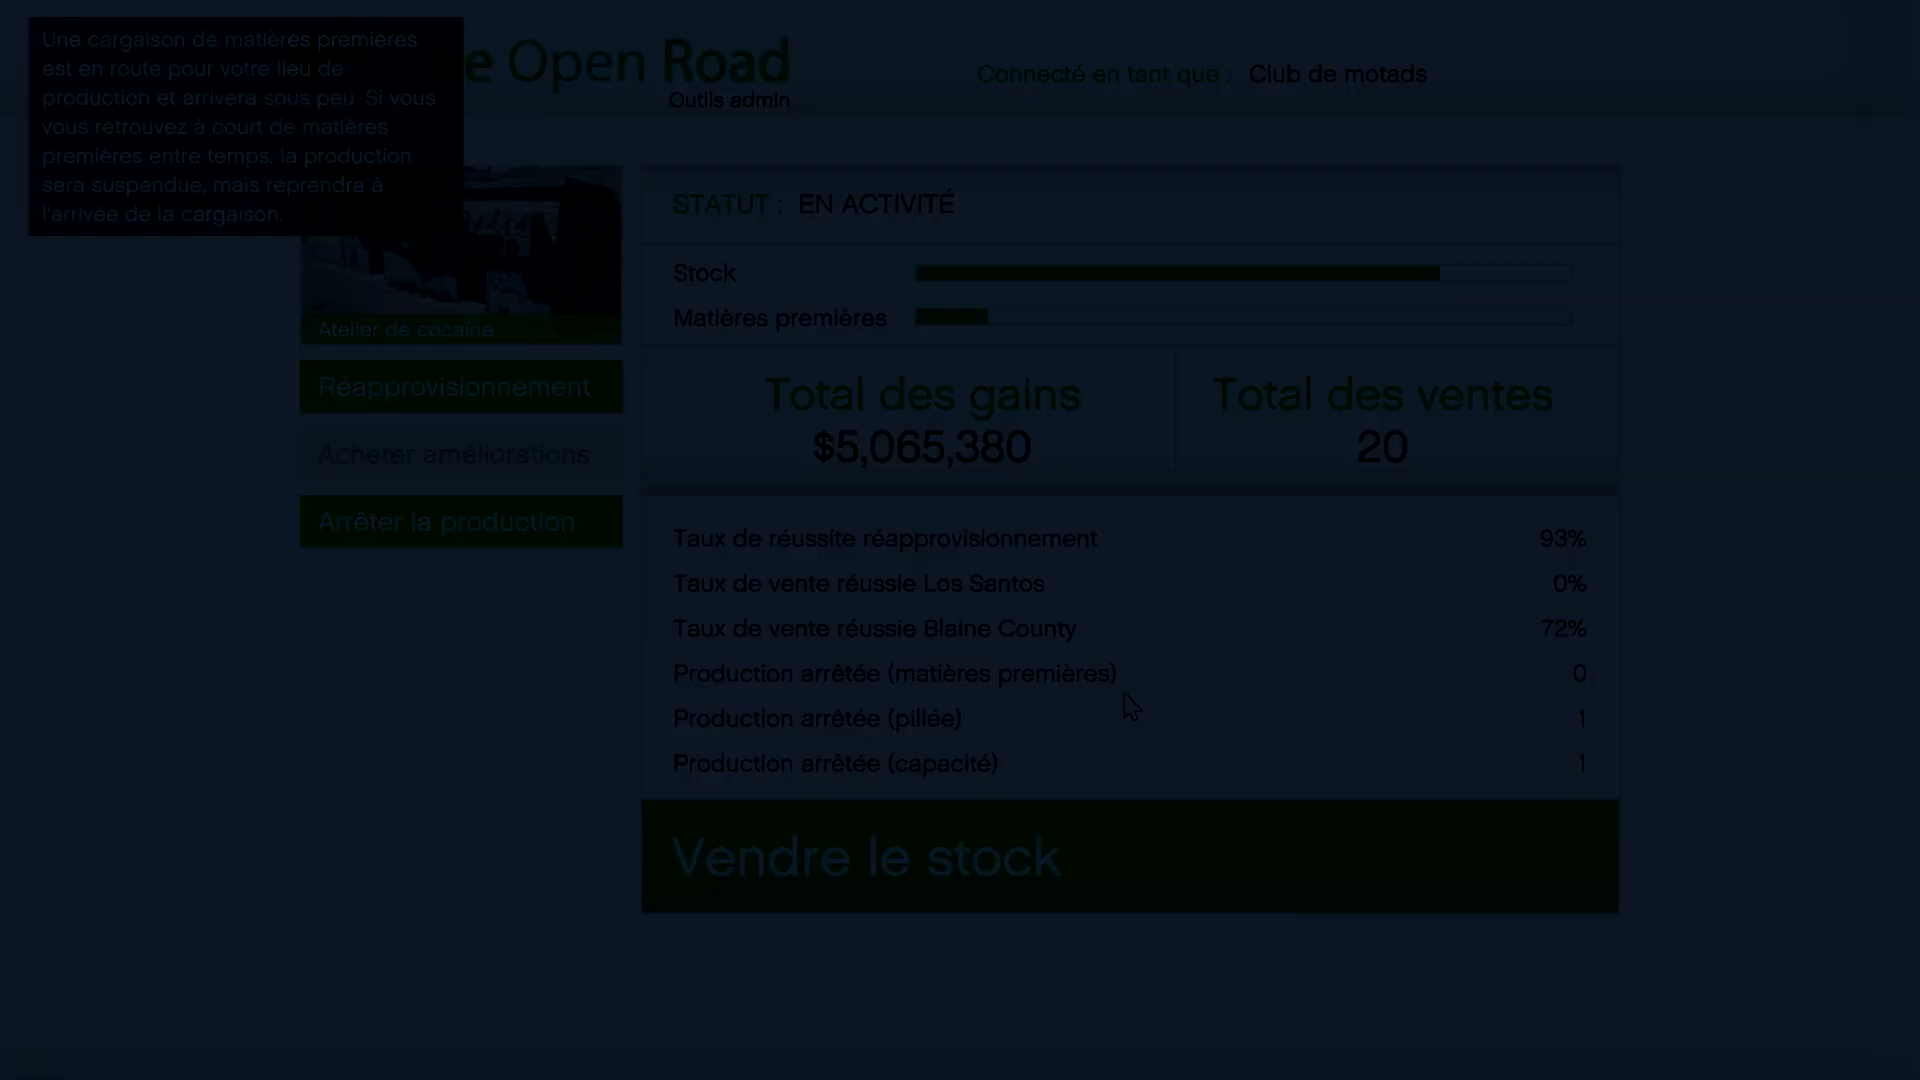 Une cargaison de matières premières
est en route pour votre lieu de
production et arrivera sous peu. Si vous
vous retrouvez à court de matières
premières entre temps, la production
sera suspendue, mais reprendra à
l'arrivée de la cargaison.
e Open Road
Outils admin
Connecté en tant que : Club de motads
Atelier de cocaïne
Réapprovisionnement
Acheter améliorations
Arrêter la production
STATUT : EN ACTIVITÉ
Stock
Matières premières
Total des gains
$5,065,380
Total des ventes
20
Taux de réussite réapprovisionnement 93%
Taux de vente réussie Los Santos 0%
Taux de vente réussie Blaine County 72%
Production arrêtée (matières premières) 0
Production arrêtée (pillée) 1
Production arrêtée (capacité) 1
Vendre le stock